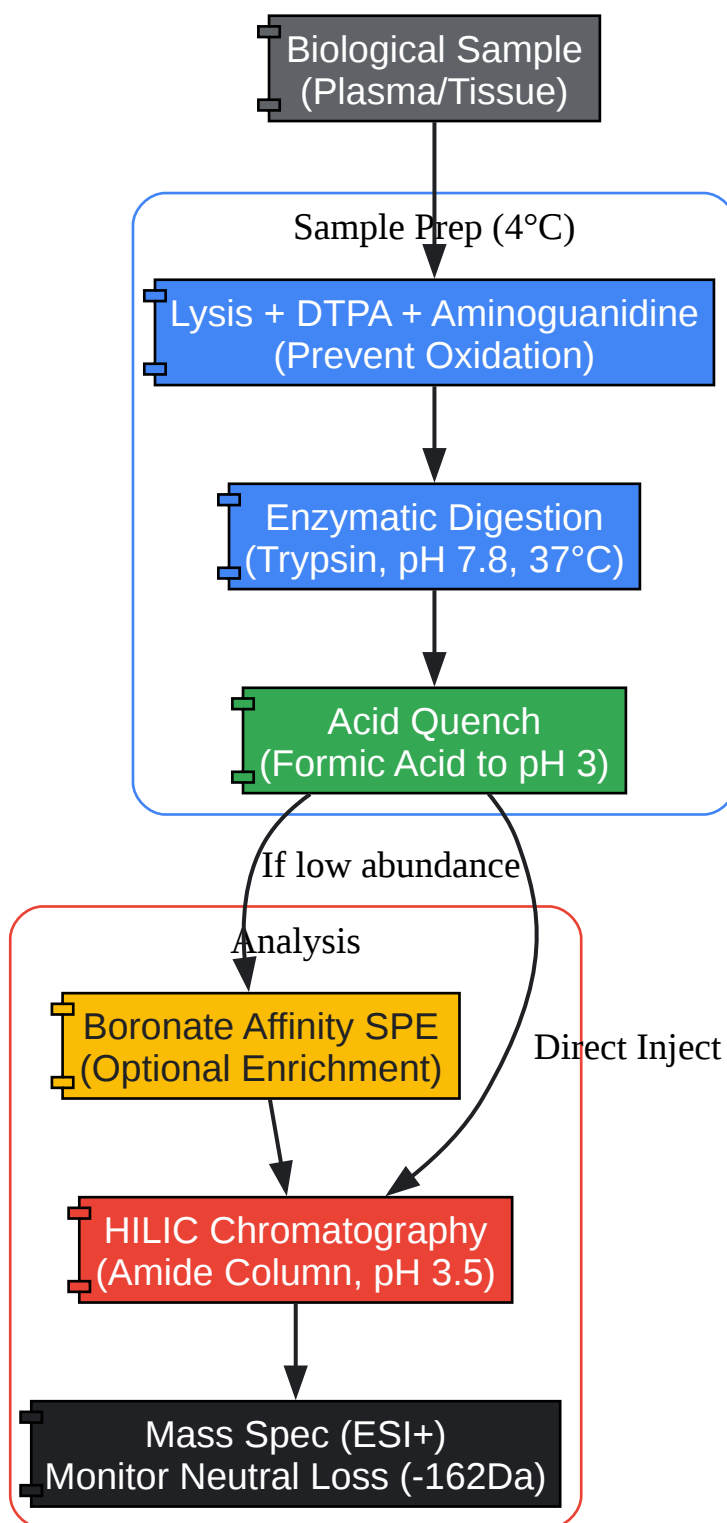 Biological Sample
(Plasma/Tissue)
Sample Prep (4°C)
Lysis + DTPA + Aminoguanidine
(Prevent Oxidation)
Enzymatic Digestion
(Trypsin, pH 7.8, 37°C)
Acid Quench
(Formic Acid to pH 3)
If low abundance
Analysis
Boronate Affinity SPE
(Optional Enrichment)
Direct Inject
HILIC Chromatography
(Amide Column, pH 3.5)
Mass Spec (ESI+)
Monitor Neutral Loss (-162Da)